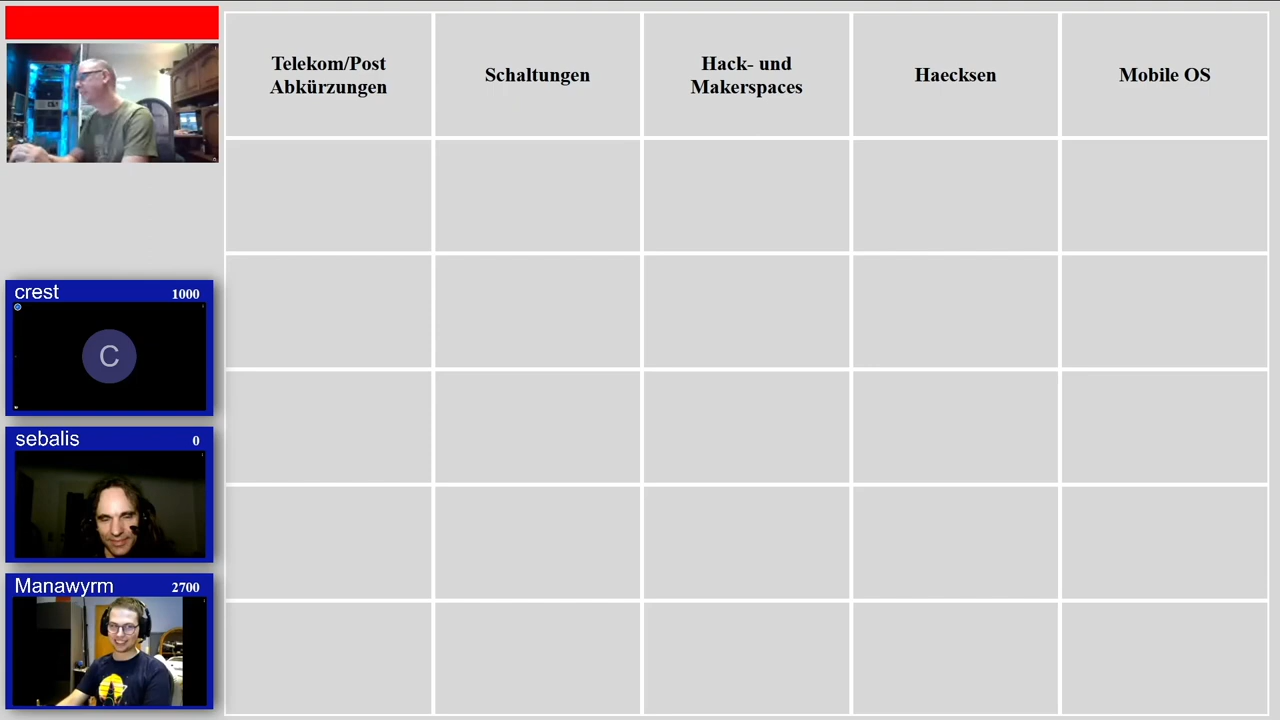 Telekom/Post
Abkürzungen
Schaltungen
Hack- und
Makerspaces
Haecksen
Mobile OS
crest 1000
C
sebalis 0
Manawyrm 2700